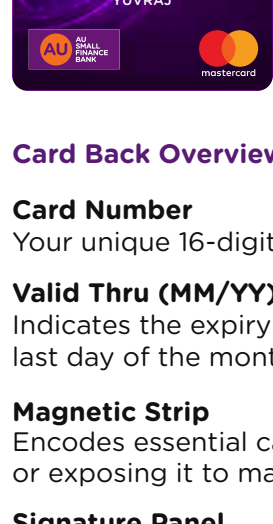 YUVRAJ
AU
AU
SMALL
FINANCE
BANK
mastercard
Card Back Overview
Card Number
Your unique 16-digit
Valid Thru (MM/YY)
Indicates the expiry
last day of the mont
Magnetic Strip
Encodes essential ca
or exposing it to ma
Signature Panel